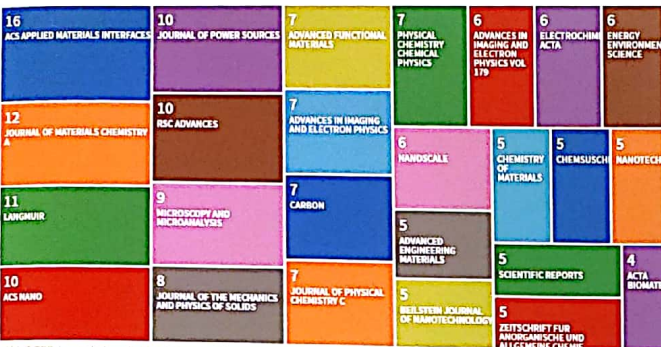 16
ACS APPLIED MATERIALS INTERFACES
12
JOURNAL OF MATERIALS CHEMISTRY
A
11
LANGMUIR
10
ACS NANO
10
JOURNAL OF POWER SOURCES
10
RSC ADVANCES
9
MICROSCOPY AND
MICROANALYSIS
8
JOURNAL OF THE MECHANICS
AND PHYSICS OF SOLIDS
7
ADVANCED FUNCTIONAL
MATERIALS
7
ADVANCES IN IMAGING
AND ELECTRON PHYSICS
7
CARBON
7
JOURNAL OF PHYSICAL
CHEMISTRY C
7
PHYSICAL
CHEMISTRY
CHEMICAL
PHYSICS
6
ADVANCES IN
IMAGING AND
ELECTRON
PHYSICS VOL
179
6
ELECTROCHIMI
ACTA
6
ENERGY
ENVIRONMEN
SCIENCE
6
NANOSCALE
5
ADVANCED
ENGINEERING
MATERIALS
5
BEILSTEIN JOURNAL
OF NANOTECHNOLOGY
5
CHEMISTRY
OF
MATERIALS
5
CHEMSUSCH
5
NANOTECH
5
SCIENTIFIC REPORTS
5
ZEITSCHRIFT FUR
ANORGANISCHE UND
ALLGEMEINE CHEMIE
4
ACTA
BIOMATE